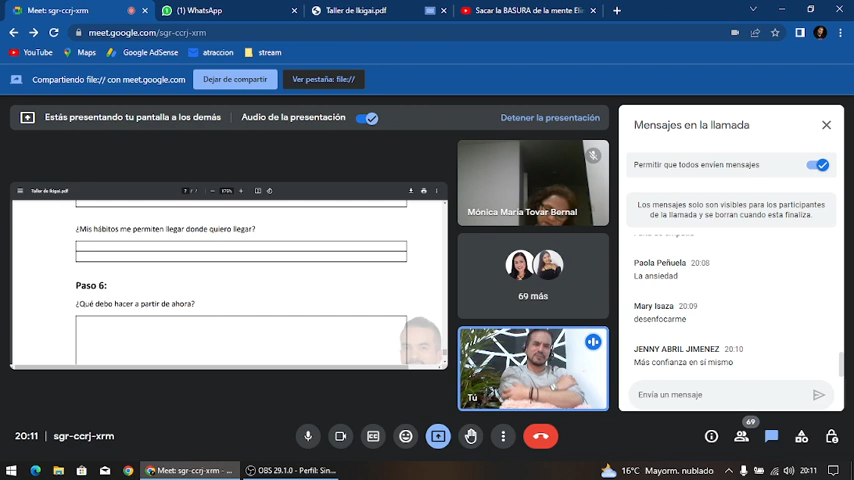 Meet: sgr-ccrj-xrm
(1) WhatsApp
Taller de Ikigai.pdf
Sacar la BASURA de la mente Eli
meet.google.com/sgr-ccrj-xrm
YouTube
Maps
Google AdSense
atraccion
stream
Compartiendo file:// con meet.google.com
Dejar de compartir
Ver pestaña: file://
Estás presentando tu pantalla a los demás
Audio de la presentación
Detener la presentación
Taller de Ikigai.pdf
¿Mis hábitos me permiten llegar donde quiero llegar?
Paso 6:
¿Qué debo hacer a partir de ahora?
Mónica María Tovar Bernal
69 más
Tú
Mensajes en la llamada
Permitir que todos envíen mensajes
Los mensajes solo son visibles para los participantes
de la llamada y se borran cuando esta finaliza.
Paola Peñuela 20:08
La ansiedad
Mary Isaza 20:09
desenfocarme
JENNY ABRIL JIMENEZ 20:10
Más confianza en sí mismo
Envía un mensaje
20:11
sgr-ccrj-xrm
69
Meet: sgr-ccrj-xrm - ...
OBS 29.1.0 - Perfil: Sin...
16°C Mayorm. nublado
20:11